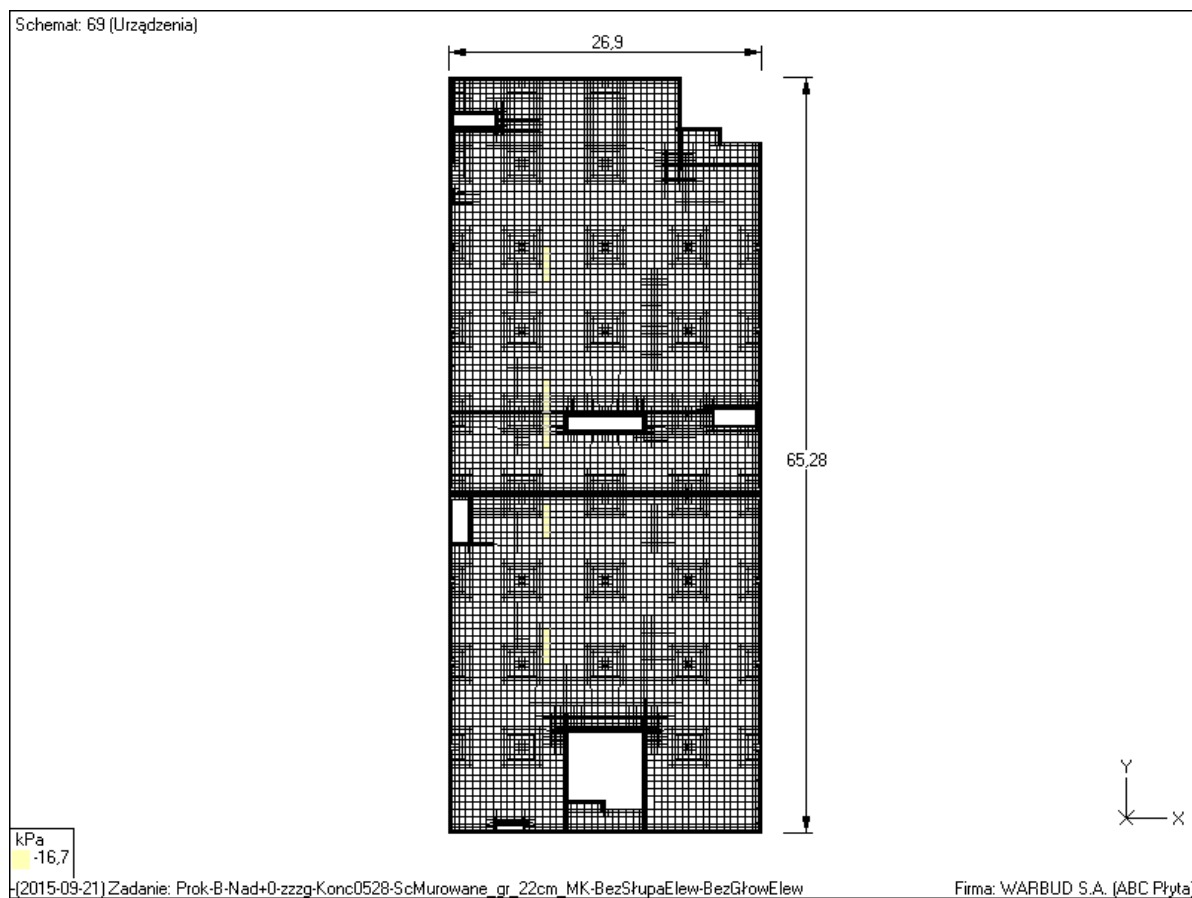 Schemat: 69 (Urządzenia)
26,9
65,28
Y
X
kPa
-16,7
-(2015-09-21) Zadanie: Prok-B-Nad+0-zzzg-Konc0528-ScMurowane_gr_22cm_MK-BezSłupaElew-BezGłowElew
Firma: WARBUD S.A. (ABC Płyta)